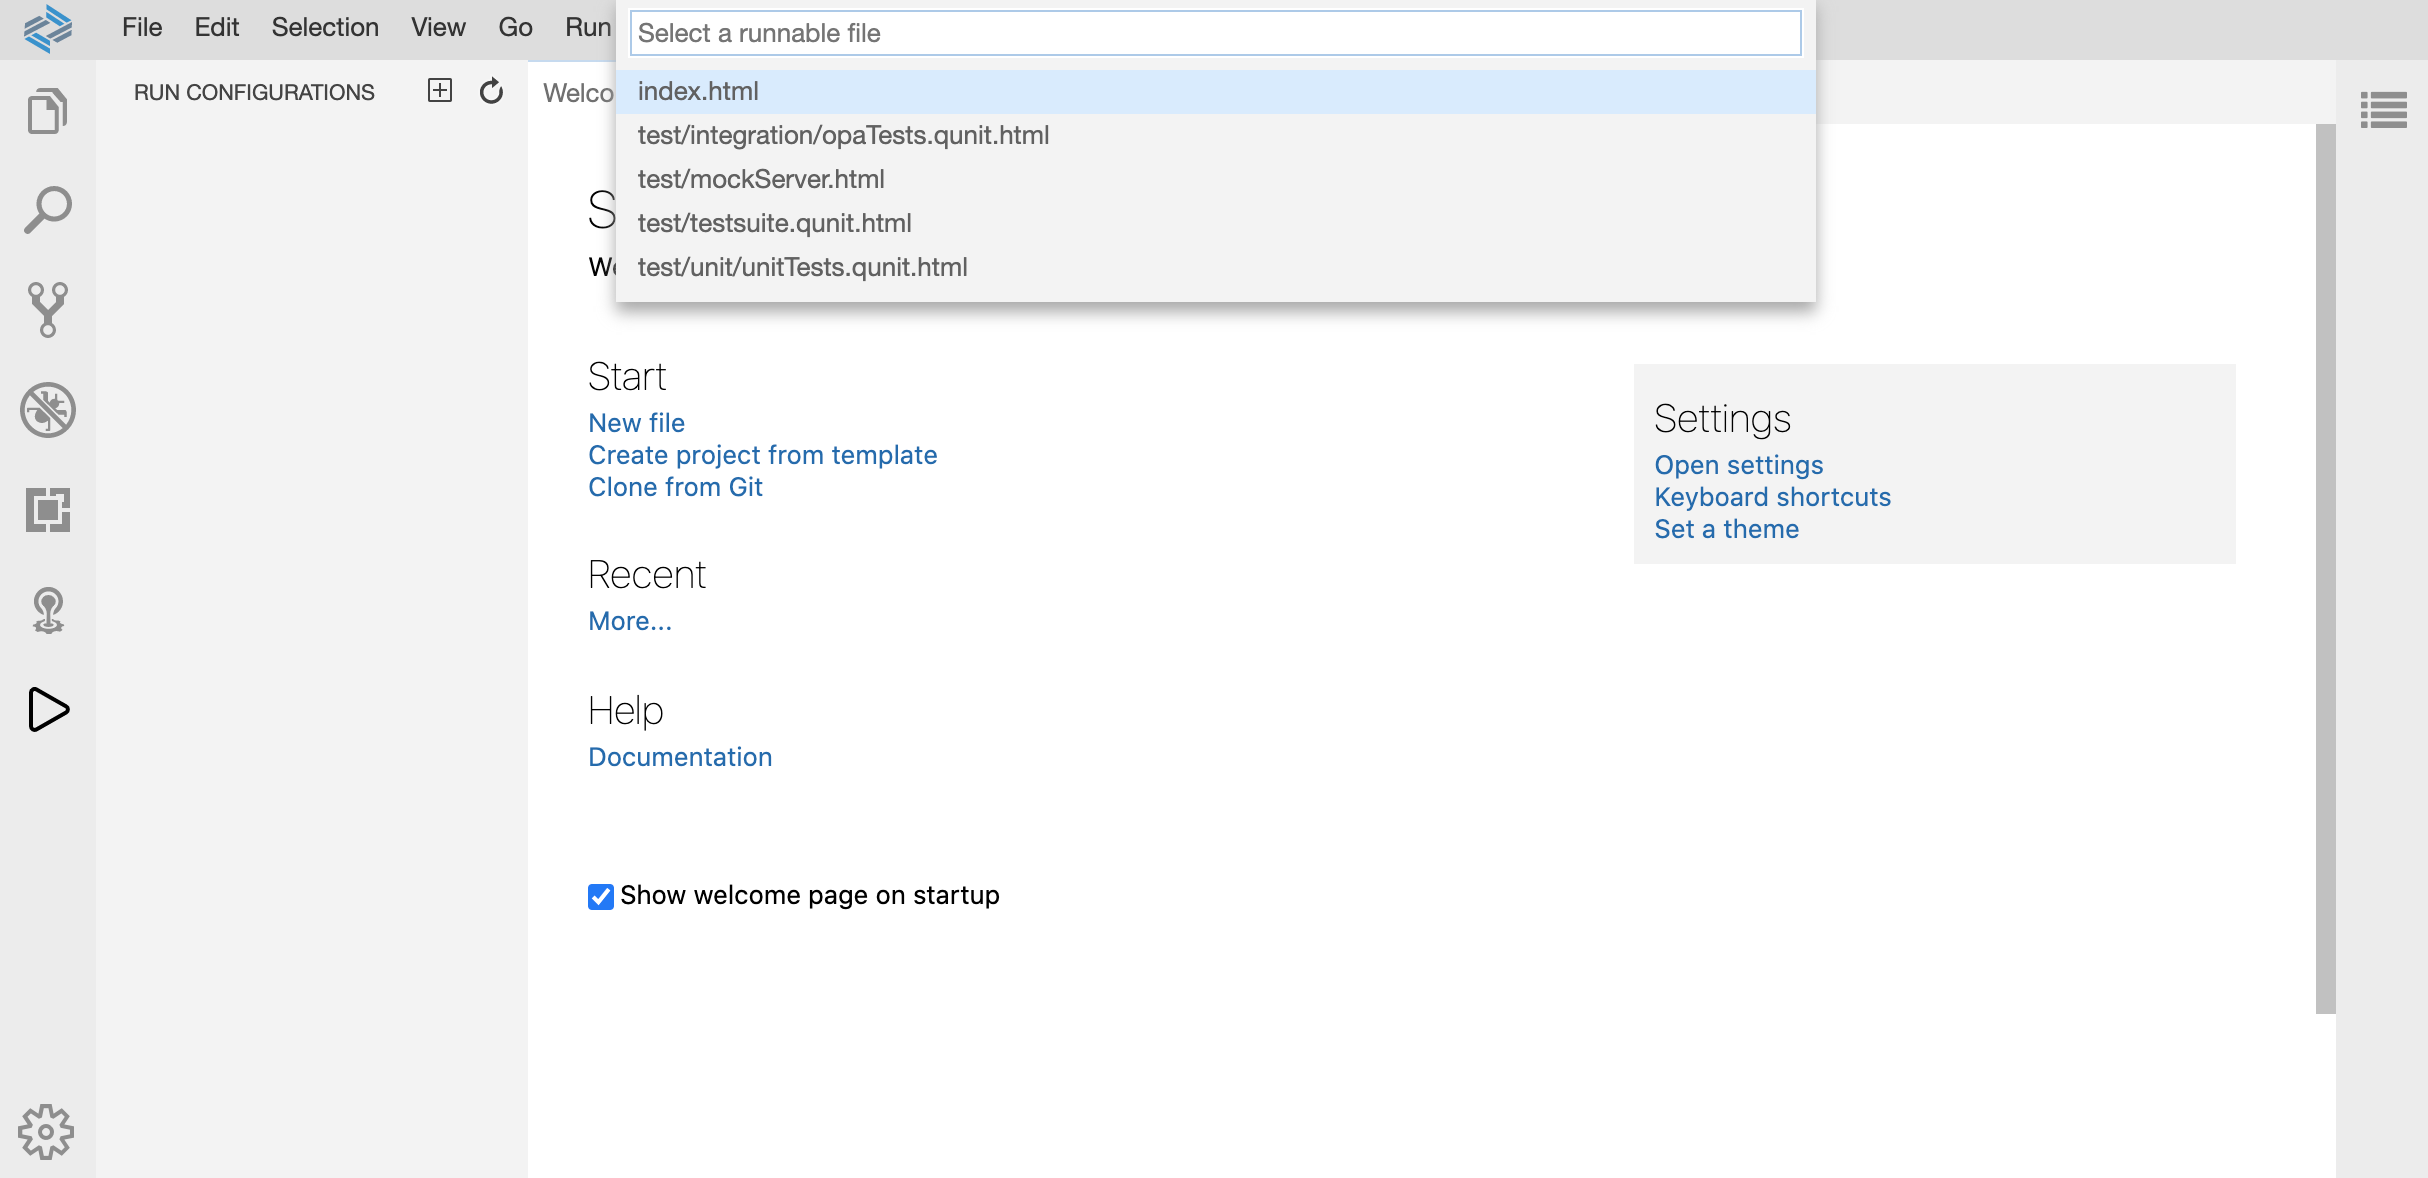 File Edit Selection View Go Run
Select a runnable file
RUN CONFIGURATIONS
index.html
test/integration/opaTests.qunit.html
test/mockServer.html
test/testsuite.qunit.html
test/unit/unitTests.qunit.html
Start
New file
Create project from template
Clone from Git
Recent
More...
Help
Documentation
Show welcome page on startup
Settings
Open settings
Keyboard shortcuts
Set a theme